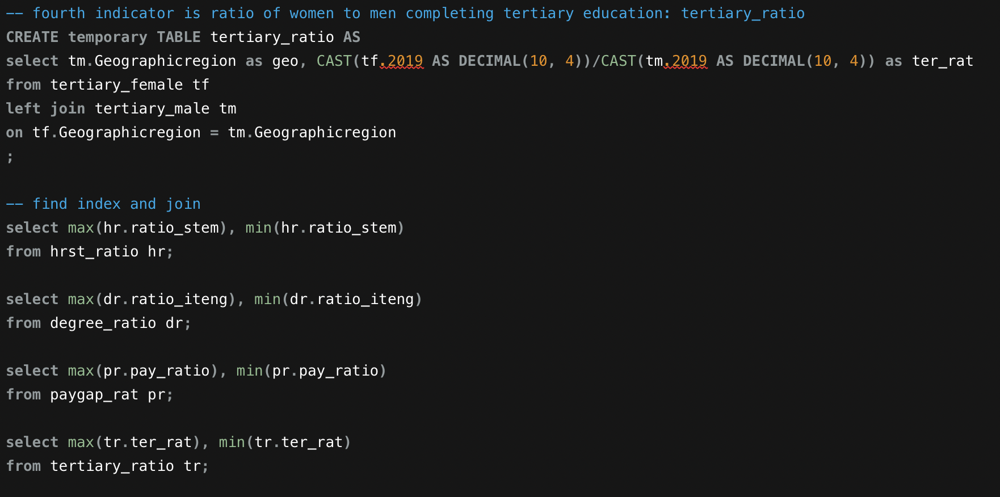 -- fourth indicator is ratio of women to men completing tertiary education: tertiary_ratio
CREATE temporary TABLE tertiary_ratio AS
select tm.Geographicregion as geo, CAST(tf.2019 AS DECIMAL(10, 4))/CAST(tm.2019 AS DECIMAL(10, 4)) as ter_rat
from tertiary_female tf
left join tertiary_male tm
on tf.Geographicregion = tm.Geographicregion
;
-- find index and join
select max(hr.ratio_stem), min(hr.ratio_stem)
from hrst_ratio hr;
select max(dr.ratio_iteng), min(dr.ratio_iteng)
from degree_ratio dr;
select max(pr.pay_ratio), min(pr.pay_ratio)
from paygap_rat pr;
select max(tr.ter_rat), min(tr.ter_rat)
from tertiary_ratio tr;